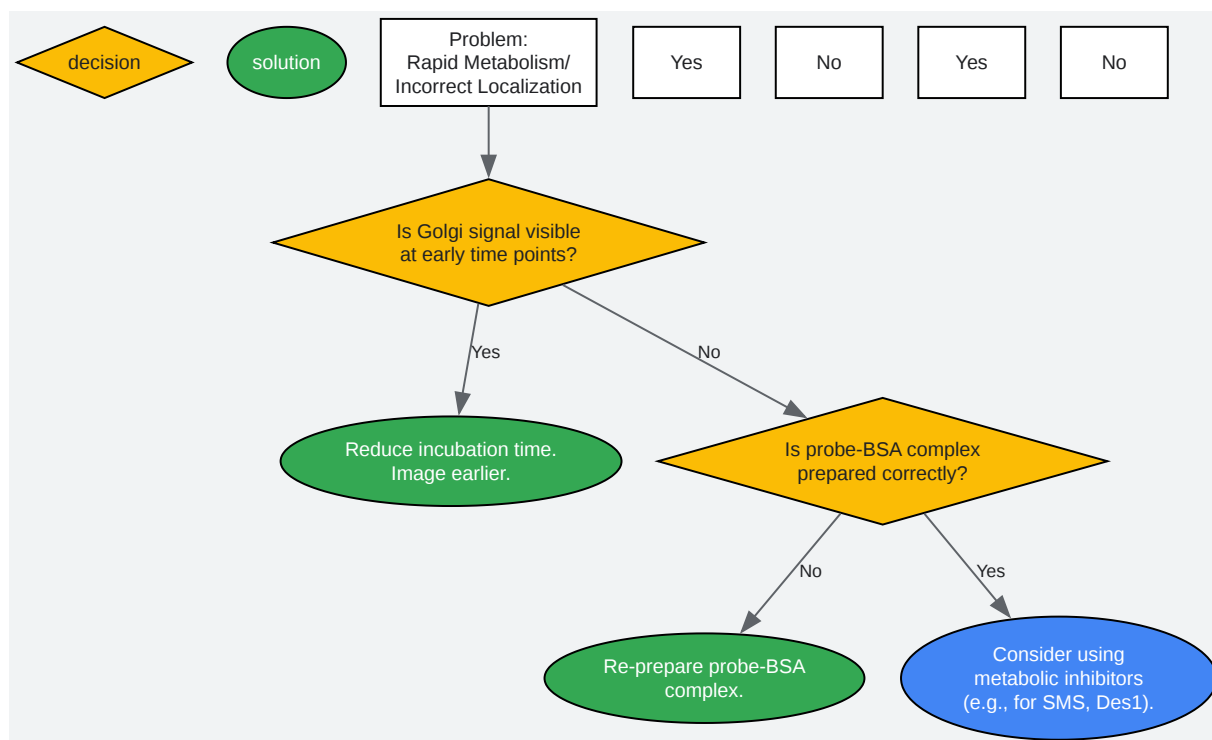 decision
solution
Problem:
Rapid Metabolism/
Incorrect Localization
Yes
No
Yes
No
Is Golgi signal visible
at early time points?
Yes
No
Reduce incubation time.
Image earlier.
Is probe-BSA complex
prepared correctly?
No
Yes
Re-prepare probe-BSA
complex.
Consider using
metabolic inhibitors
(e.g., for SMS, Des1).